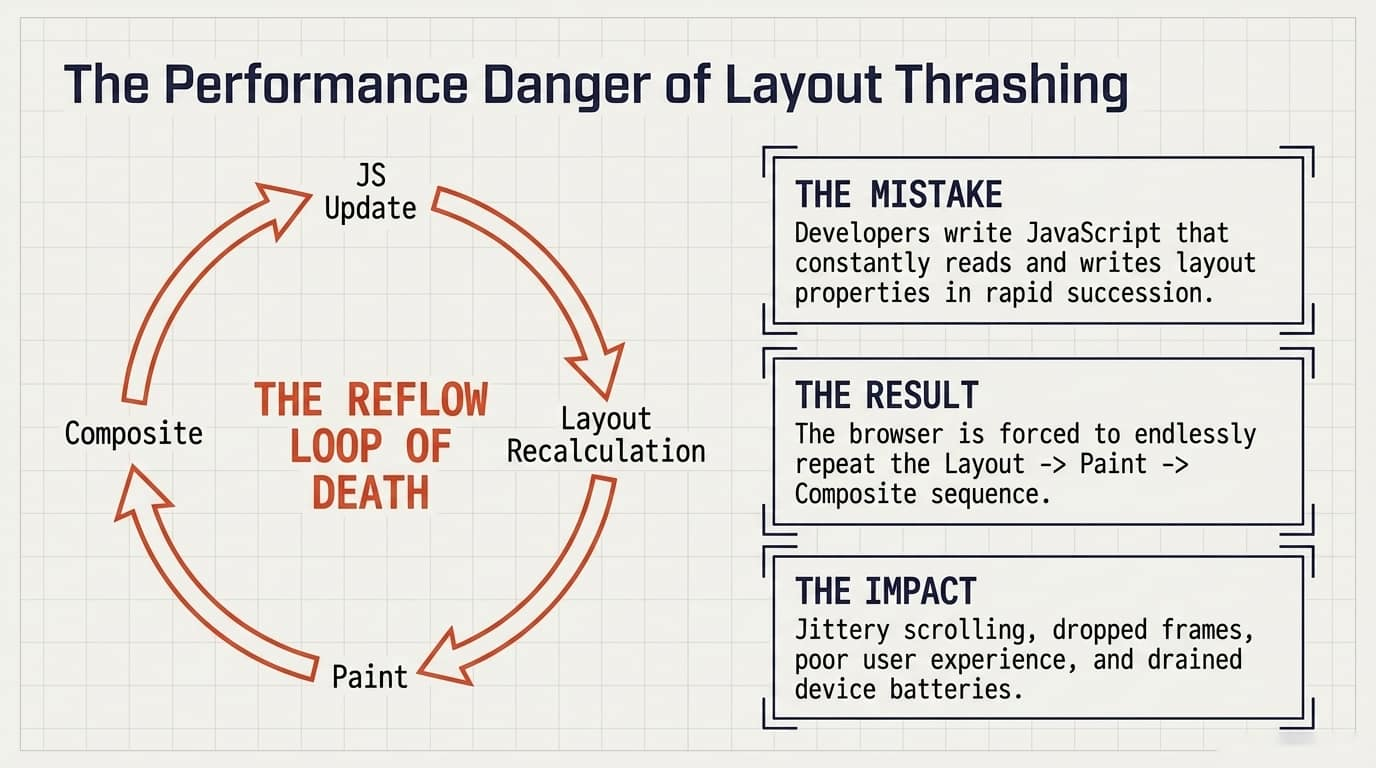 The Performance Danger of Layout Thrashing
JS
Update
Layout
Recalculation
Paint
Composite
THE REFLOW
LOOP OF
DEATH
THE MISTAKE
Developers write JavaScript that
constantly reads and writes layout
properties in rapid succession.
THE RESULT
The browser is forced to endlessly
repeat the Layout -> Paint ->
Composite sequence.
THE IMPACT
Jittery scrolling, dropped frames,
poor user experience, and drained
device batteries.